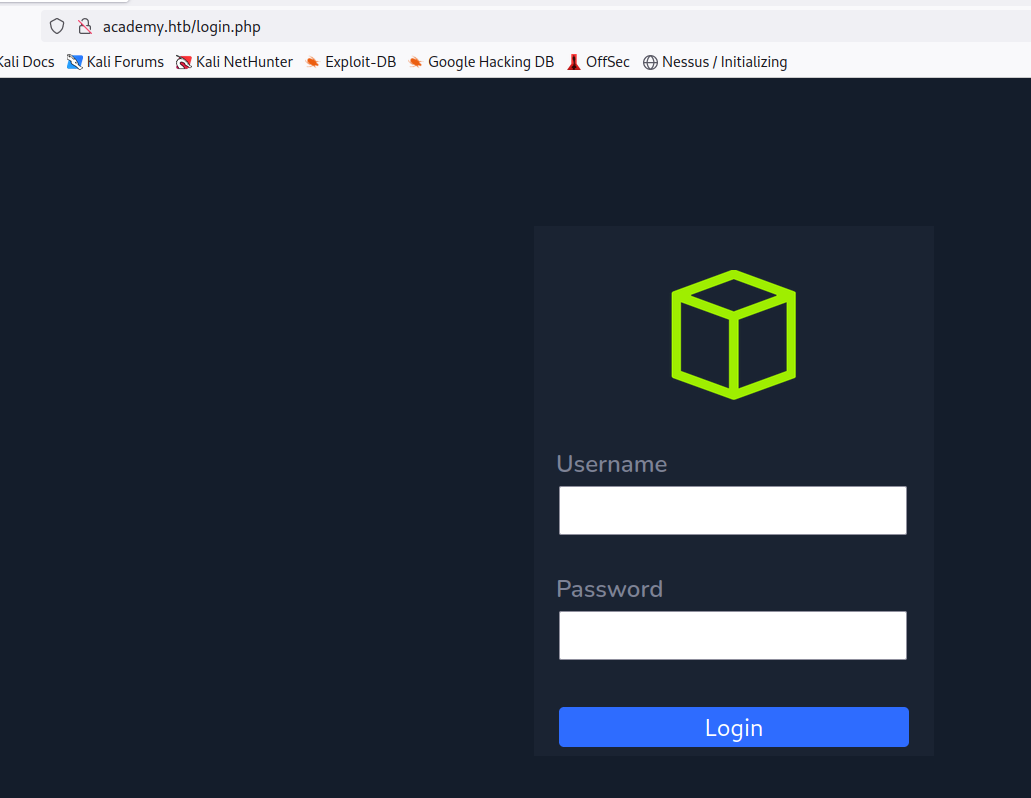 academy.htb/login.php
Kali Docs Kali Forums Kali NetHunter Exploit-DB Google Hacking DB OffSec Nessus / Initializing
Username
Password
Login